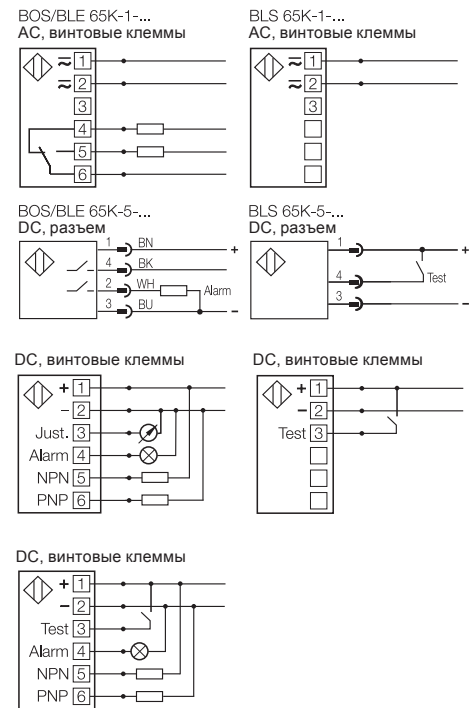 BOS/BLE 65K-1-...
AC, винтовые клеммы
1
2
3
4
5
6
BLS 65K-1-...
AC, винтовые клеммы
1
2
3
BOS/BLE 65K-5-...
DC, разъем
1 BN +
4 BK
2 WH Alarm
3 BU −
BLS 65K-5-...
DC, разъем
1 +
4 Test
3 −
DC, винтовые клеммы
+ 1
− 2
Just. 3
Alarm 4
NPN 5
PNP 6
DC, винтовые клеммы
+ 1
− 2
Test 3
DC, винтовые клеммы
+ 1
− 2
Test 3
Alarm 4
NPN 5
PNP 6